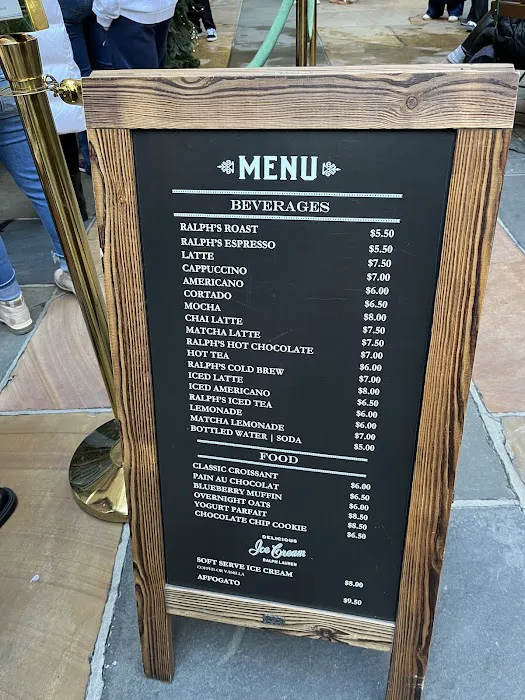 MENU
BEVERAGES
RALPH'S ROAST $5.50
RALPH'S ESPRESSO $5.50
LATTE $7.50
CAPPUCCINO $7.00
AMERICANO $6.00
CORTADO $6.50
MOCHA $8.00
CHAI LATTE $7.50
MATCHA LATTE $7.50
RALPH'S HOT CHOCOLATE $7.00
HOT TEA $6.00
RALPH'S COLD BREW $7.00
ICED LATTE $8.00
ICED AMERICANO $6.50
RALPH'S ICED TEA $6.00
LEMONADE $6.00
MATCHA LEMONADE $7.00
BOTTLED WATER | SODA $5.00
FOOD
CLASSIC CROISSANT $6.00
PAIN AU CHOCOLAT $6.50
BLUEBERRY MUFFIN $6.00
OVERNIGHT OATS $8.50
YOGURT PARFAIT $8.50
CHOCOLATE CHIP COOKIE $6.50
DELICIOUS
Ice Cream
RALPH LAUREN
SOFT SERVE ICE CREAM $8.00
COFFEE OR VANILLA
AFFOGATO $9.50